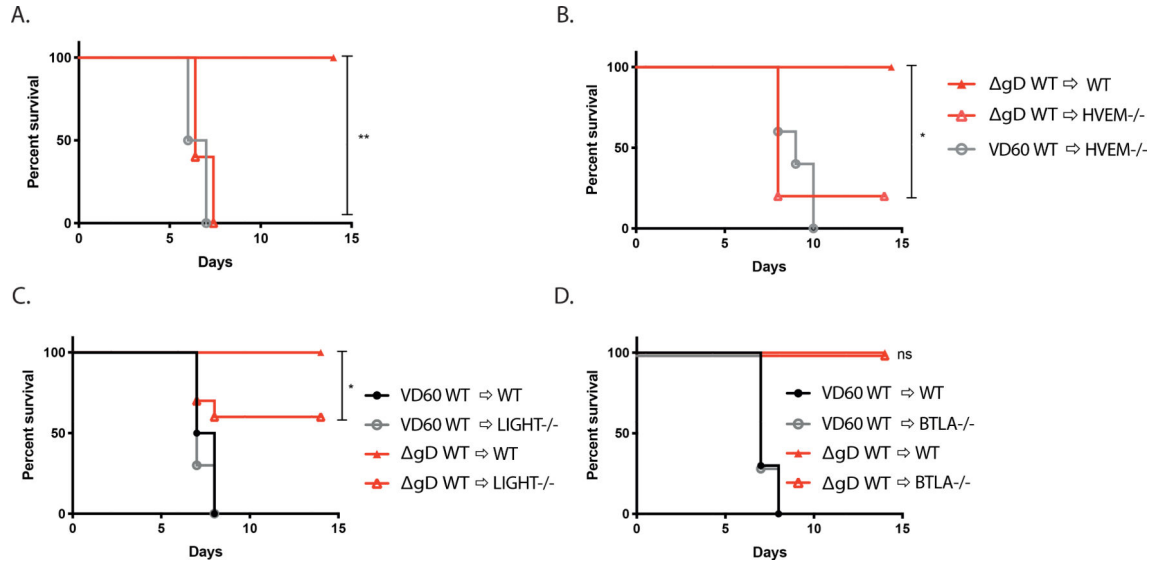 A.
Percent survival
100
50
0
0 5 10 15
Days
**
B.
Percent survival
100
50
0
0 5 10 15
Days
*
ΔgD WT ⇨ WT
ΔgD WT ⇨ HVEM-/-
VD60 WT ⇨ HVEM-/-
C.
Percent survival
100
50
0
0 5 10 15
Days
*
VD60 WT ⇨ WT
VD60 WT ⇨ LIGHT-/-
ΔgD WT ⇨ WT
ΔgD WT ⇨ LIGHT-/-
D.
Percent survival
100
50
0
0 5 10 15
Days
ns
VD60 WT ⇨ WT
VD60 WT ⇨ BTLA-/-
ΔgD WT ⇨ WT
ΔgD WT ⇨ BTLA-/-